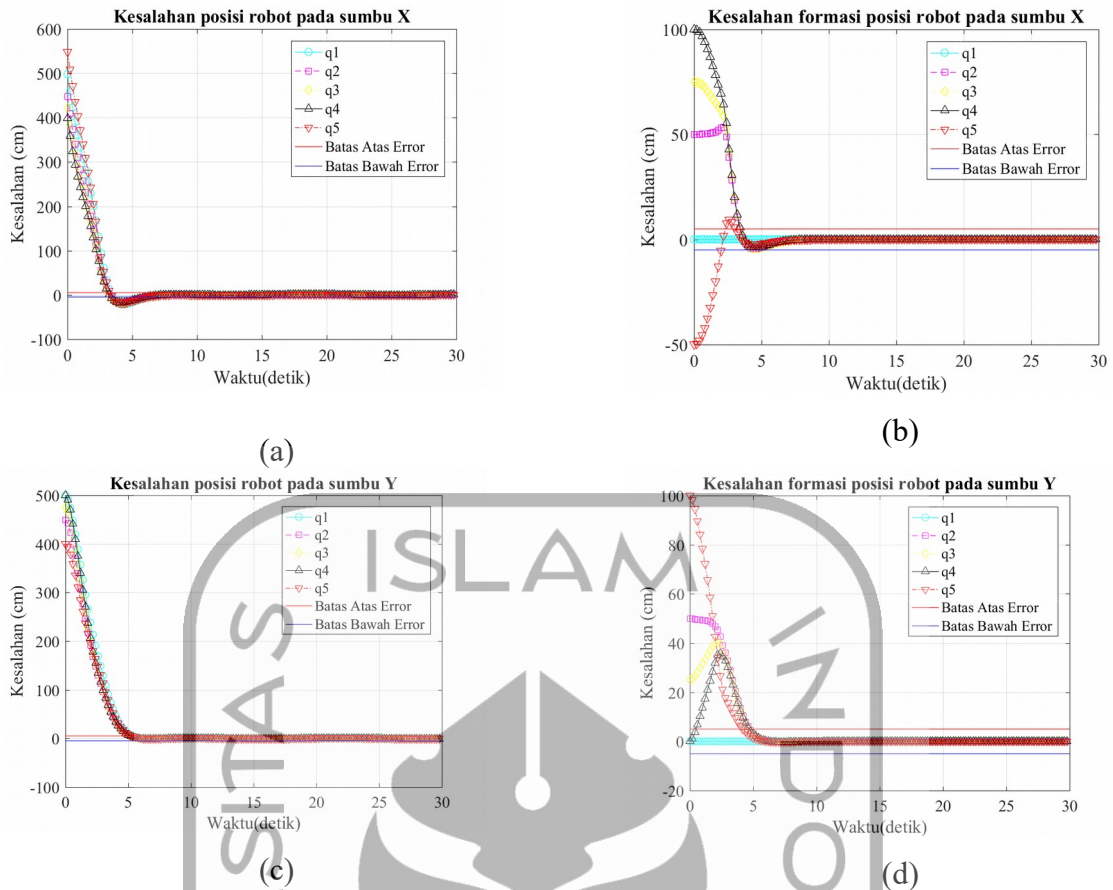 Kesalahan posisi robot pada sumbu X
600
500
400
300
200
100
0
-100
0 5 10 15 20 25 30
Kesalahan (cm)
Waktu(detik)
q1
q2
q3
q4
q5
Batas Atas Error
Batas Bawah Error
(a)
Kesalahan formasi posisi robot pada sumbu X
100
50
0
-50
0 5 10 15 20 25 30
Kesalahan (cm)
Waktu(detik)
q1
q2
q3
q4
q5
Batas Atas Error
Batas Bawah Error
(b)
Kesalahan posisi robot pada sumbu Y
500
400
300
200
100
0
-100
0 5 10 15 20 25 30
Kesalahan (cm)
Waktu(detik)
q1
q2
q3
q4
q5
Batas Atas Error
Batas Bawah Error
(c)
Kesalahan formasi posisi robot pada sumbu Y
100
80
60
40
20
0
-20
0 5 10 15 20 25 30
Kesalahan (cm)
Waktu(detik)
q1
q2
q3
q4
q5
Batas Atas Error
Batas Bawah Error
(d)
SITAS
ISLAM
INDO